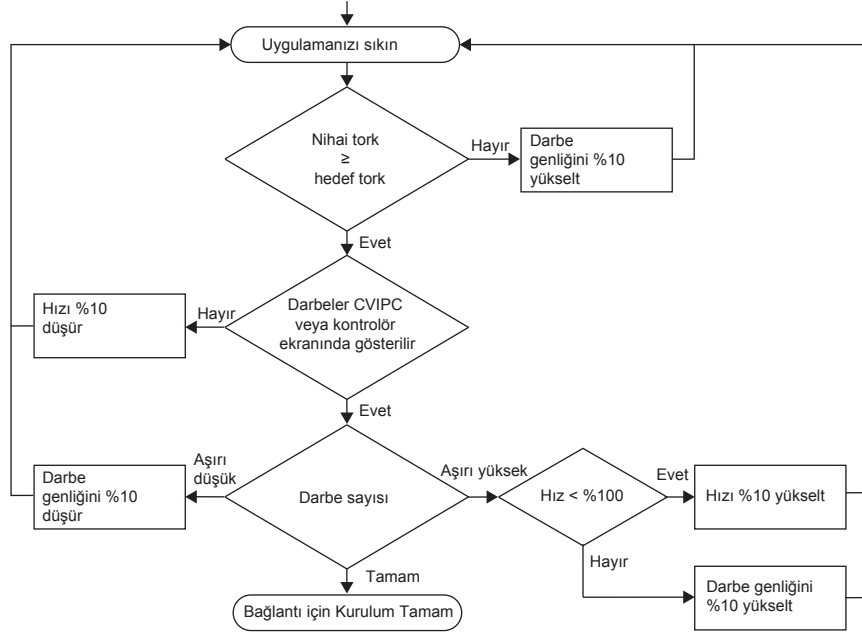 Uygulamanızı sıkın
Nihai tork
≥
hedef tork
Hayır
Darbe
genliğini %10
yükselt
Evet
Hızı %10
düşür
Hayır
Darbeler CVIPC
veya kontrolör
ekranında gösterilir
Evet
Darbe
genliğini %10
düşür
Aşırı
düşük
Darbe sayısı
Aşırı yüksek
Hız < %100
Evet
Hızı %10 yükselt
Hayır
Darbe genliğini
%10 yükselt
Tamam
Bağlantı için Kurulum Tamam